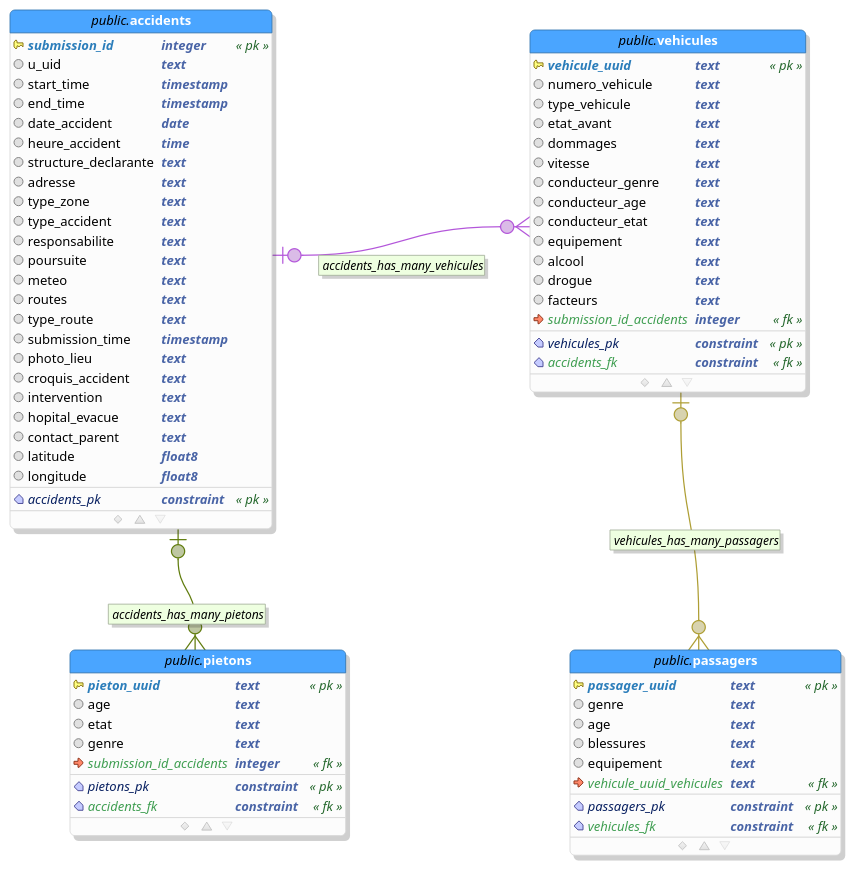 public.accidents
submission_id integer « pk »
u_uid text
start_time timestamp
end_time timestamp
date_accident date
heure_accident time
structure_declarante text
adresse text
type_zone text
type_accident text
responsabilite text
poursuite text
meteo text
routes text
type_route text
submission_time timestamp
photo_lieu text
croquis_accident text
intervention text
hopital_evacue text
contact_parent text
latitude float8
longitude float8
accidents_pk constraint « pk »
accidents_has_many_vehicules
public.vehicules
vehicule_uuid text « pk »
numero_vehicule text
type_vehicule text
etat_avant text
dommages text
vitesse text
conducteur_genre text
conducteur_age text
conducteur_etat text
equipement text
alcool text
drogue text
facteurs text
submission_id_accidents integer « fk »
vehicules_pk constraint « pk »
accidents_fk constraint « fk »
vehicules_has_many_passagers
accidents_has_many_pietons
public.pietons
pieton_uuid text « pk »
age text
etat text
genre text
submission_id_accidents integer « fk »
pietons_pk constraint « pk »
accidents_fk constraint « fk »
public.passagers
passager_uuid text « pk »
genre text
age text
blessures text
equipement text
vehicule_uuid_vehicules text « fk »
passagers_pk constraint « pk »
vehicules_fk constraint « fk »